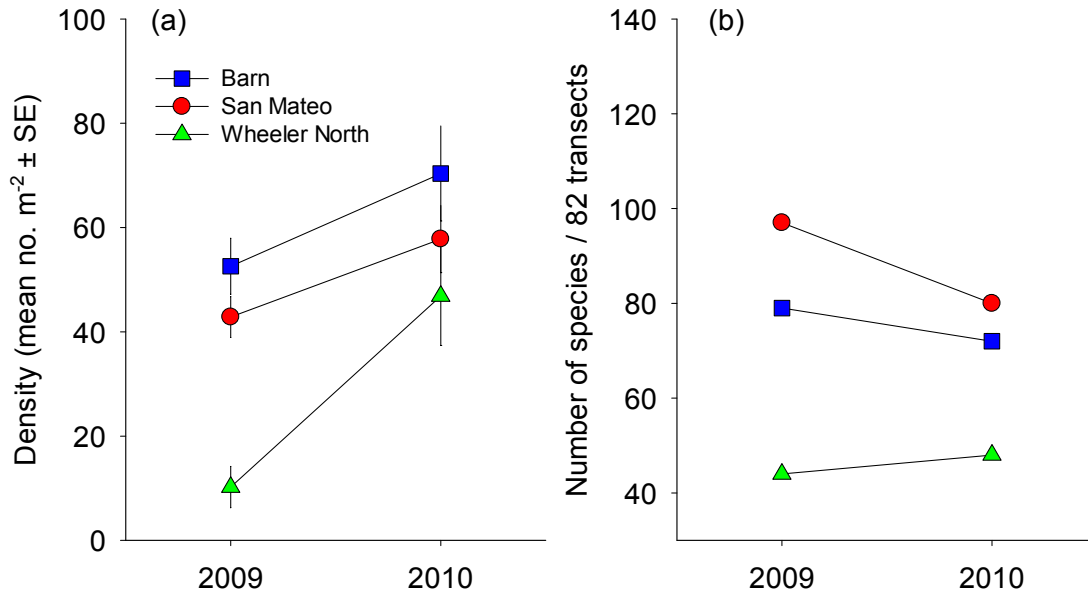 (a)
Density (mean no. m⁻² ± SE)
100
80
60
40
20
0
Barn
San Mateo
Wheeler North
2009
2010
(b)
Number of species / 82 transects
140
120
100
80
60
40
2009
2010